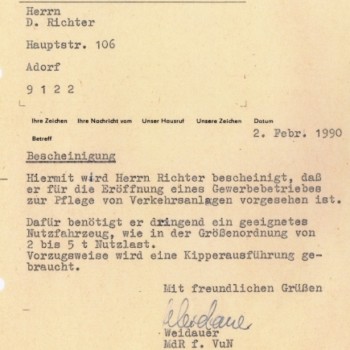 Herrn
D. Richter
Hauptstr. 106
Adorf
9122
Ihre Zeichen Ihre Nachricht vom Unser Hausruf Unsere Zeichen Datum
2. Febr. 1990
Betreff
Bescheinigung
Hiermit wird Herrn Richter bescheinigt, daß
er für die Eröffnung eines Gewerbebetriebes
zur Pflege von Verkehrsanlagen vorgesehen ist.
Dafür benötigt er dringend ein geeignetes
Nutzfahrzeug, wie in der Größenordnung von
2 bis 5 t Nutzlast.
Vorzugsweise wird eine Kipperausführung ge-
braucht.
Mit freundlichen Grüßen
Weidauer
Weidauer
MdR f. VuN